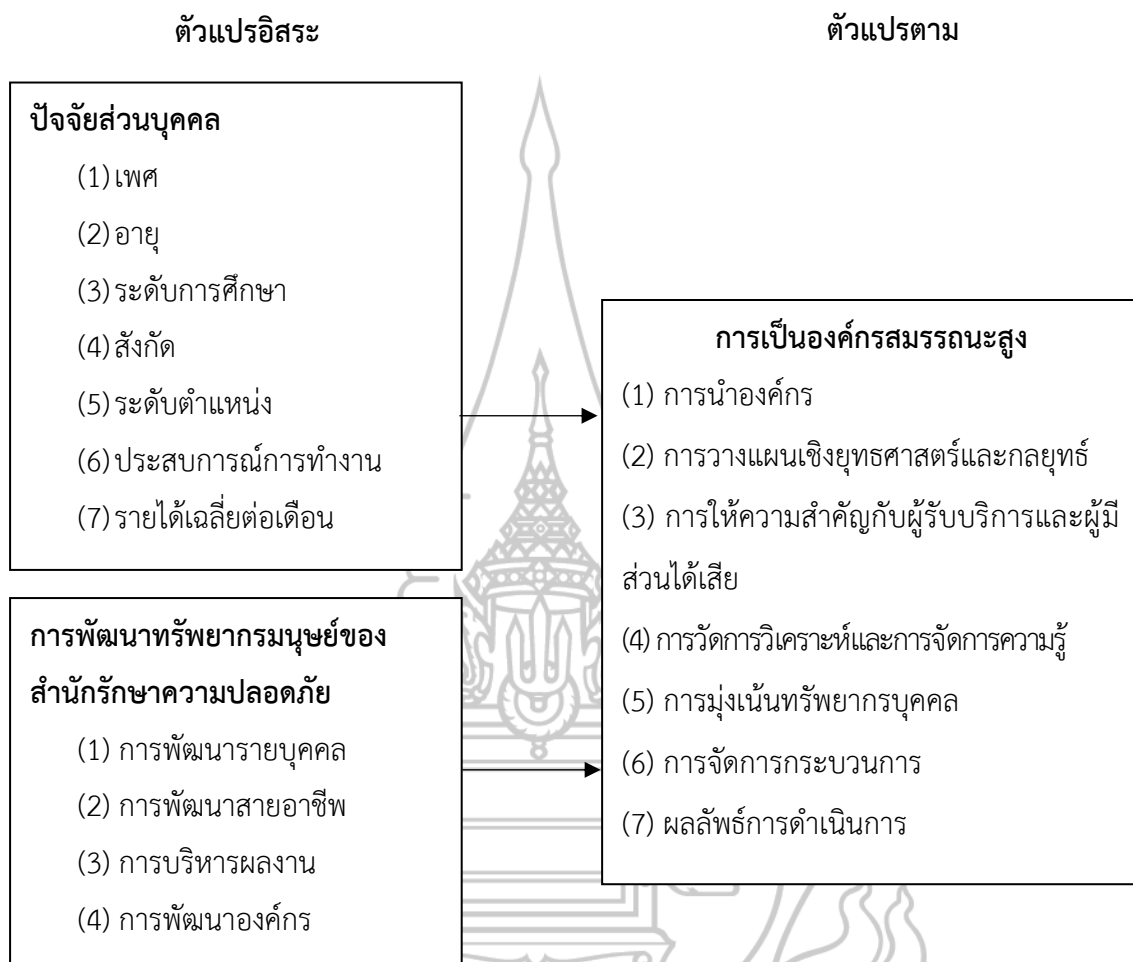 ตัวแปรอิสระ
ตัวแปรตาม
ปัจจัยส่วนบุคคล
(1) เพศ
(2) อายุ
(3) ระดับการศึกษา
(4) สังกัด
(5) ระดับตำแหน่ง
(6) ประสบการณ์การทำงาน
(7) รายได้เฉลี่ยต่อเดือน
การพัฒนาทรัพยากรมนุษย์ของ
สำนักรักษาความปลอดภัย
(1) การพัฒนารายบุคคล
(2) การพัฒนาสายอาชีพ
(3) การบริหารผลงาน
(4) การพัฒนาองค์กร
การเป็นองค์กรสมรรถนะสูง
(1) การนำองค์กร
(2) การวางแผนเชิงยุทธศาสตร์และกลยุทธ์
(3) การให้ความสำคัญกับผู้รับบริการและผู้มี
ส่วนได้เสีย
(4) การวัดการวิเคราะห์และการจัดการความรู้
(5) การมุ่งเน้นทรัพยากรบุคคล
(6) การจัดการกระบวนการ
(7) ผลลัพธ์การดำเนินการ